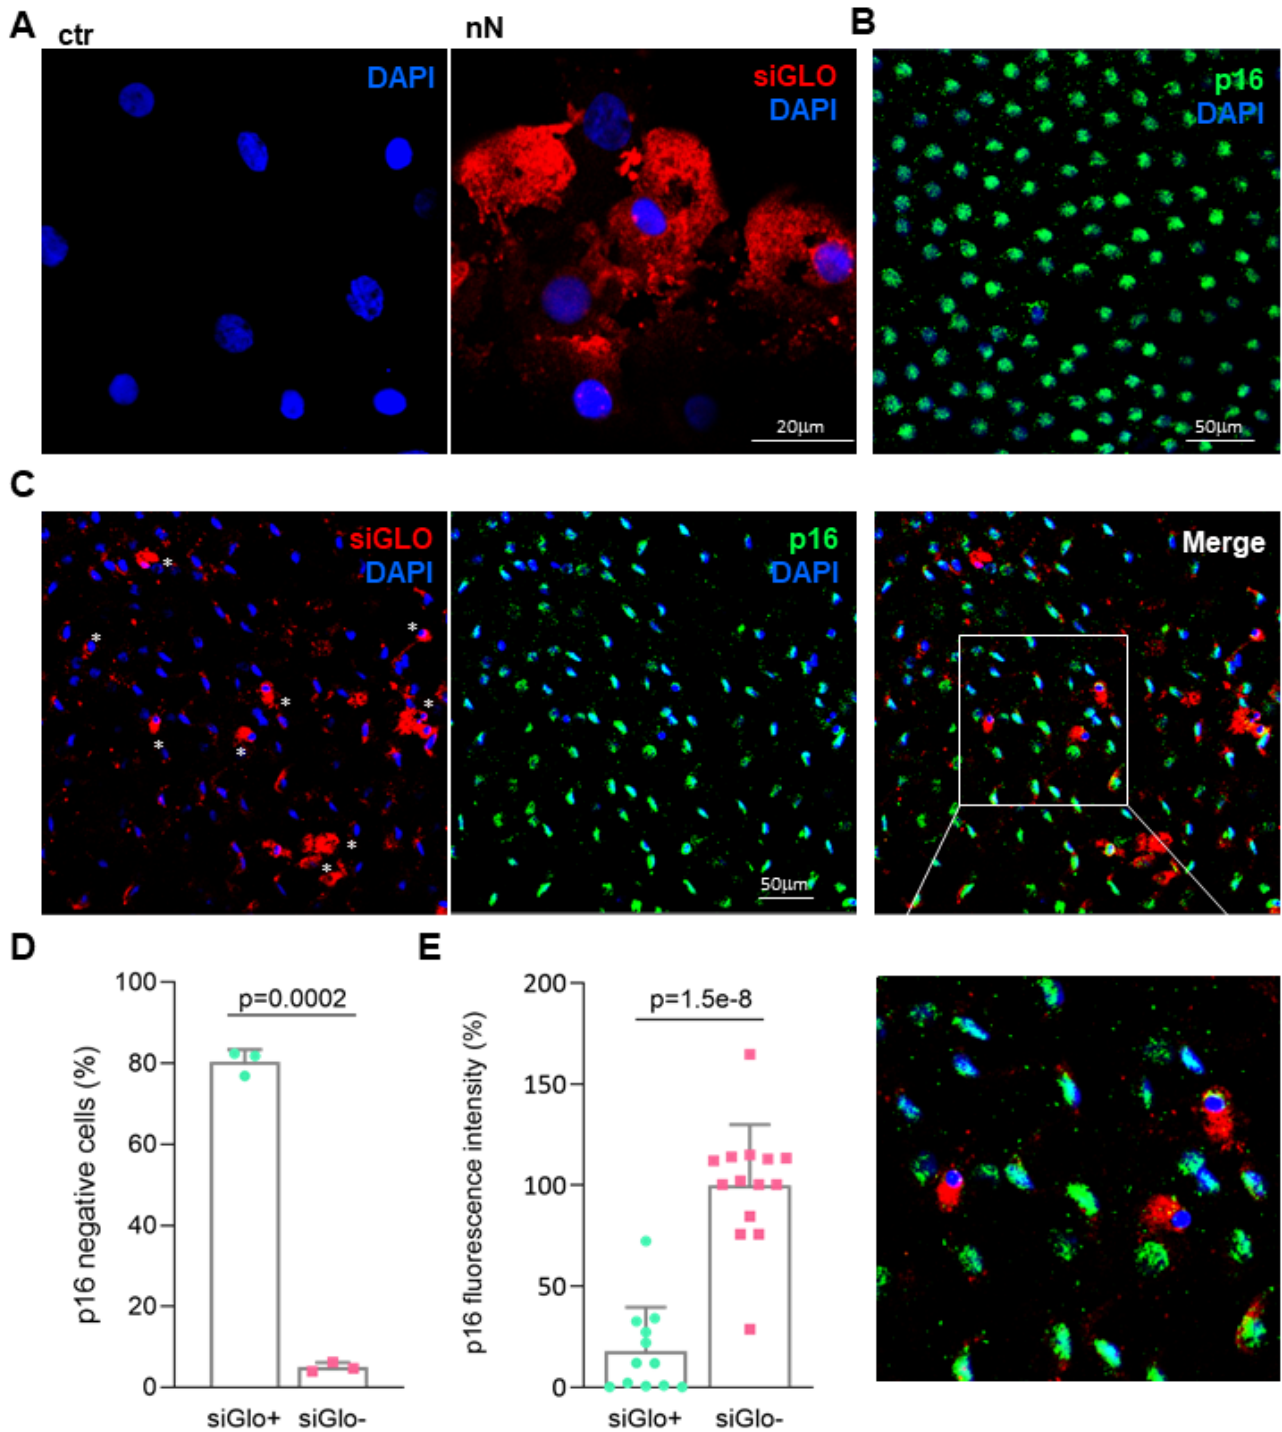 A
ctr
nN
B
DAPI
siGLO
DAPI
p16
DAPI
20μm
50μm
C
siGLO
DAPI
p16
DAPI
Merge
*
*
*
*
*
*
*
*
*
50μm
D
E
p16 negative cells (%)
100
80
60
40
20
0
p=0.0002
siGlo+ siGlo-
p16 fluorescence intensity (%)
200
150
100
50
0
p=1.5e-8
siGlo+ siGlo-